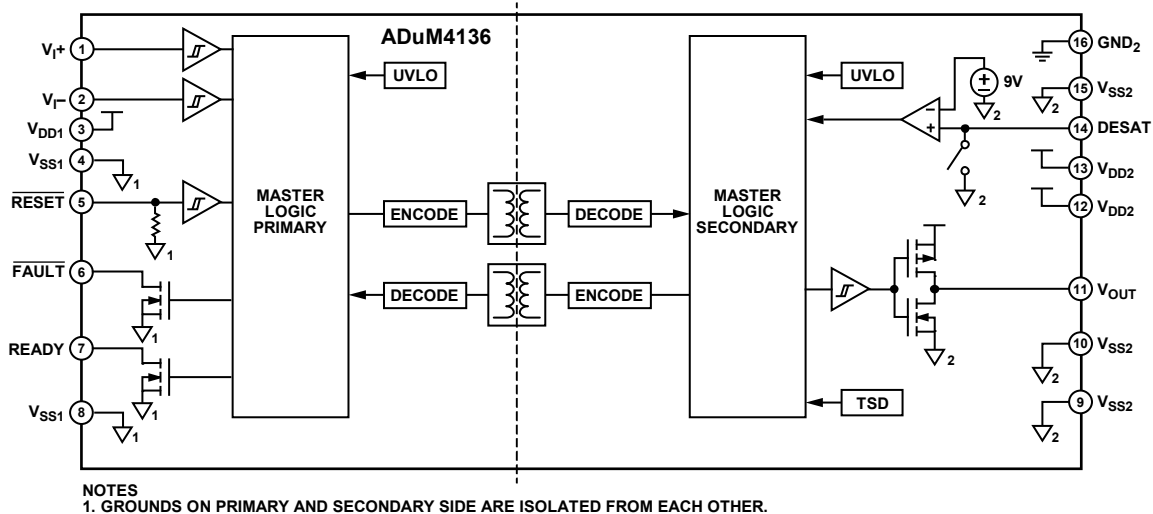 ADuM4136
V_I+ 1
V_I− 2
V_DD1 3
V_SS1 4
1
RESET 5
1
FAULT 6
1
READY 7
1
V_SS1 8
1
MASTER
LOGIC
PRIMARY
UVLO
ENCODE
DECODE
DECODE
ENCODE
MASTER
LOGIC
SECONDARY
UVLO
TSD
+
−
9V
2
−
+
2
2
16 GND_2
15 V_SS2
2
14 DESAT
13 V_DD2
12 V_DD2
11 V_OUT
10 V_SS2
2
9 V_SS2
2
NOTES
1. GROUNDS ON PRIMARY AND SECONDARY SIDE ARE ISOLATED FROM EACH OTHER.